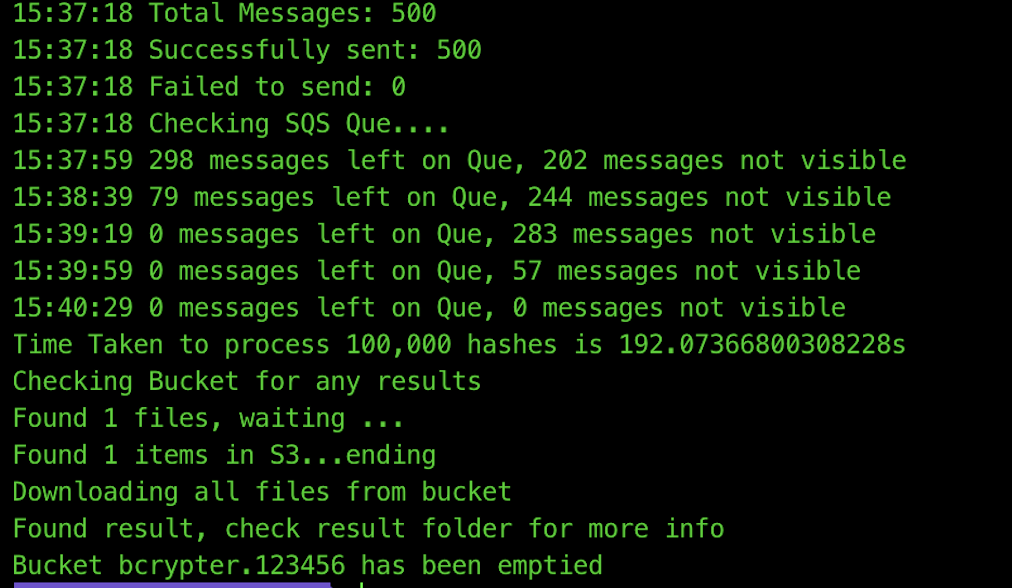 15:37:18 Total Messages: 500
15:37:18 Successfully sent: 500
15:37:18 Failed to send: 0
15:37:18 Checking SQS Que....
15:37:59 298 messages left on Que, 202 messages not visible
15:38:39 79 messages left on Que, 244 messages not visible
15:39:19 0 messages left on Que, 283 messages not visible
15:39:59 0 messages left on Que, 57 messages not visible
15:40:29 0 messages left on Que, 0 messages not visible
Time Taken to process 100,000 hashes is 192.07366800308228s
Checking Bucket for any results
Found 1 files, waiting ...
Found 1 items in S3...ending
Downloading all files from bucket
Found result, check result folder for more info
Bucket bcrypter.123456 has been emptied